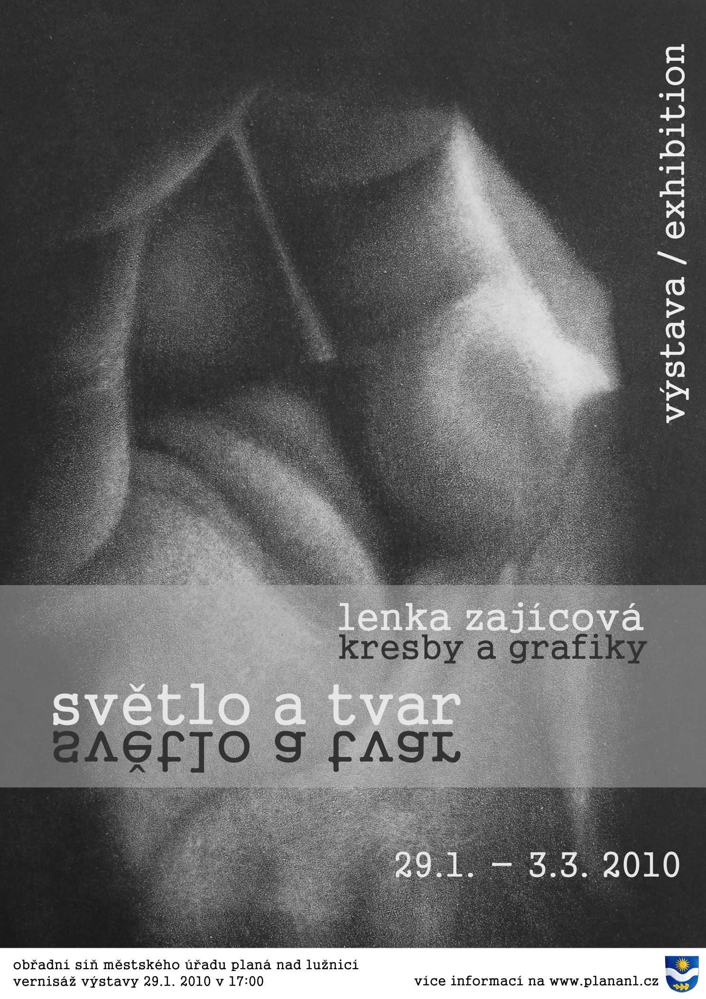 výstava / exhibition
lenka zajícová
kresby a grafiky
světlo a tvar
světlo a tvar
29.1. – 3.3. 2010
obřadní síň městského úřadu planá nad lužnicí
vernisáž výstavy 29.1. 2010 v 17:00
více informací na www.plananl.cz